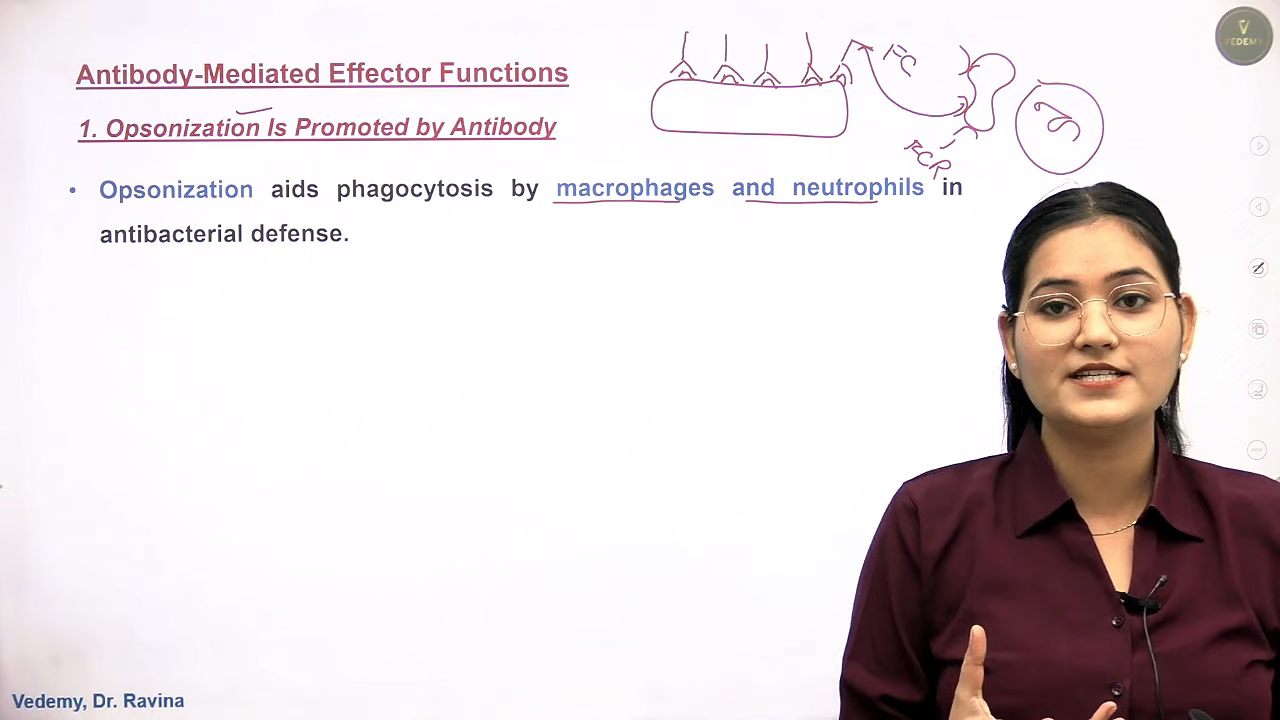 VEDEMY
Antibody-Mediated Effector Functions
1. Opsonization Is Promoted by Antibody
FC
FCR
• Opsonization aids phagocytosis by macrophages and neutrophils in
antibacterial defense.
Vedemy, Dr. Ravina